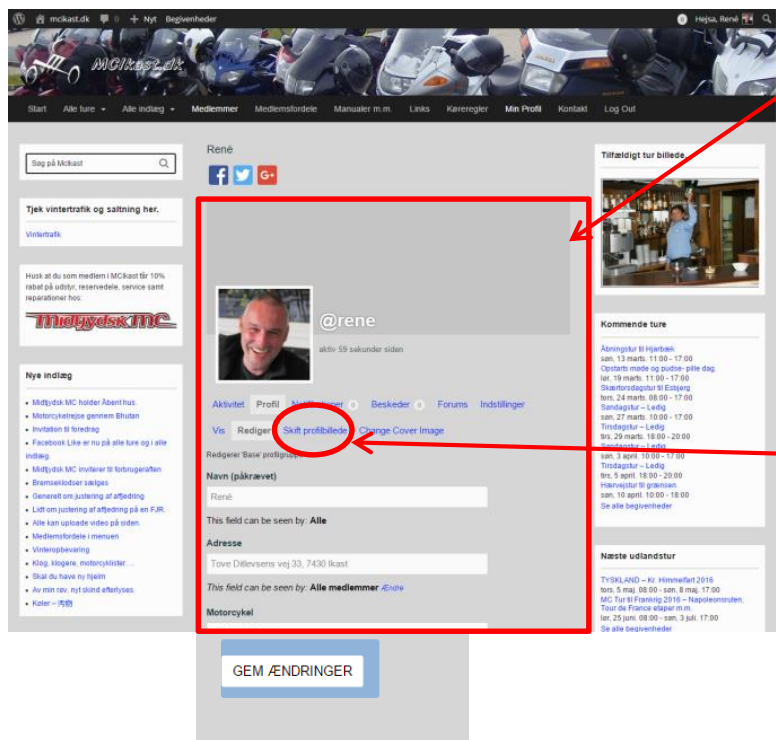 mcikast.dk 0 + Nyt Begivenheder
0 Hejsa, René
MCIkast.dk
Start Alle ture Alle indlæg Medlemmer Medlemsfordele Manualer m.m. Links Køreregler Min Profil Kontakt Log Out
Søg på Mcikast
Tjek vintertrafik og saltning her.
Vintertrafik
Husk at du som medlem i MCIkast får 10%
rabat på udstyr, reservedele, service samt
reparationer hos:
Midtjydsk MC
Nye indlæg
Midtjydsk MC holder Åbent hus.
Motorcykelrejse gennem Bhutan
Invitation til foredrag
Facebook Like er nu på alle ture og i alle
indlæg.
Midtjydsk MC inviterer til forbrugeraften
Bremseklodser sælges
Generelt om justering af affjedring
Lidt om justering af affjedring på en FJR.
Alle kan uploade video på siden.
Medlemsfordele i menuen
Vinteropbevaring
Klog, klogere, motorcyklister....
Skal du have ny hjelm
Av min røv, nyt skind efterlyses.
Køler –
René
f G+
@rene
aktiv 59 sekunder siden
Aktivitet Profil Notifikationer 0 Beskeder 0 Forums Indstillinger
Vis Rediger Skift profilbillede Change Cover Image
Redigerer 'Base' profilgruppe
Navn (påkrævet)
René
This field can be seen by: Alle
Adresse
Tove Ditlevsens vej 33, 7430 Ikast
This field can be seen by: Alle medlemmer Ændre
Motorcykel
GEM ÆNDRINGER
Tilfældigt tur billede.
Kommende ture
Åbningstur til Hjarbæk
søn, 13 marts. 11:00 - 17:00
Opstarts møde og pudse- pille dag.
lør, 19 marts. 11:00 - 17:00
Skærtorsdagstur til Esbjerg
tors, 24 marts. 08:00 - 17:00
Søndagstur – Ledig
søn, 27 marts. 10:00 - 17:00
Tirsdagstur – Ledig
tirs, 29 marts. 18:00 - 20:00
Søndagstur – Ledig
søn, 3 april. 10:00 - 17:00
Tirsdagstur – Ledig
tirs, 5 april. 18:00 - 20:00
Hærvejstur til grænsen.
søn, 10 april. 10:00 - 18:00
Se alle begivenheder
Næste udlandstur
TYSKLAND – Kr. Himmelfart 2016
tors, 5 maj. 08:00 - søn, 8 maj. 17:00
MC Tur til Frankrig 2016 – Napoleonsruten,
Tour de France etaper m.m.
lør, 25 juni. 08:00 - søn, 3 juli. 17:00
Se alle begivenheder